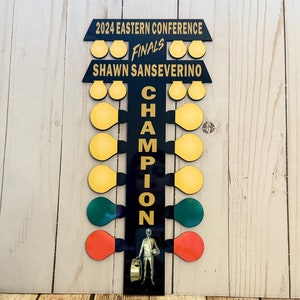 2024 EASTERN CONFERENCE
FINALS
SHAWN SANSEVERINO
CHAMPION